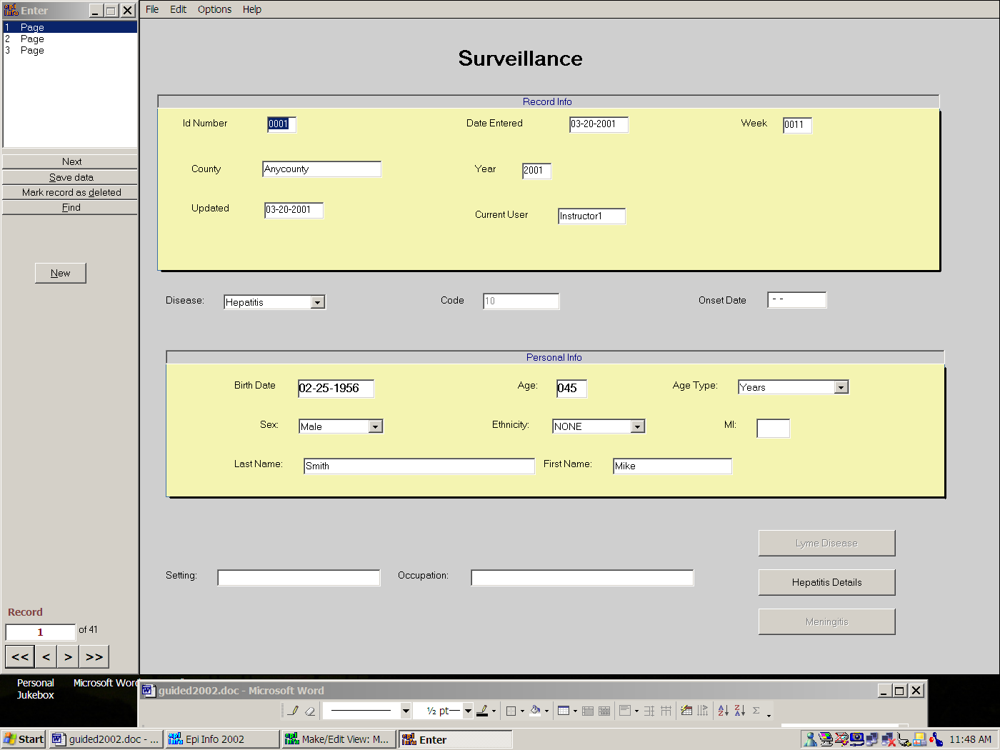 Enter
File Edit Options Help
1 Page
2 Page
3 Page
Next
Save data
Mark record as deleted
Find
New
Surveillance
Record Info
Id Number 0001 Date Entered 03-20-2001 Week 0011
County Anycounty Year 2001
Updated 03-20-2001 Current User Instructor1
Disease: Hepatitis Code 10 Onset Date - -
Personal Info
Birth Date 02-25-1956 Age: 045 Age Type: Years
Sex: Male Ethnicity: NONE MI:
Last Name: Smith First Name: Mike
Lyme Disease
Setting: Occupation:
Hepatitis Details
Meningitis
Record
1 of 41
<< < > >>
Personal Jukebox
Microsoft Word
guided2002.doc - Microsoft Word
½ pt
Start guided2002.doc - ... Epi Info 2002 Make/Edit View: M... Enter 11:48 AM